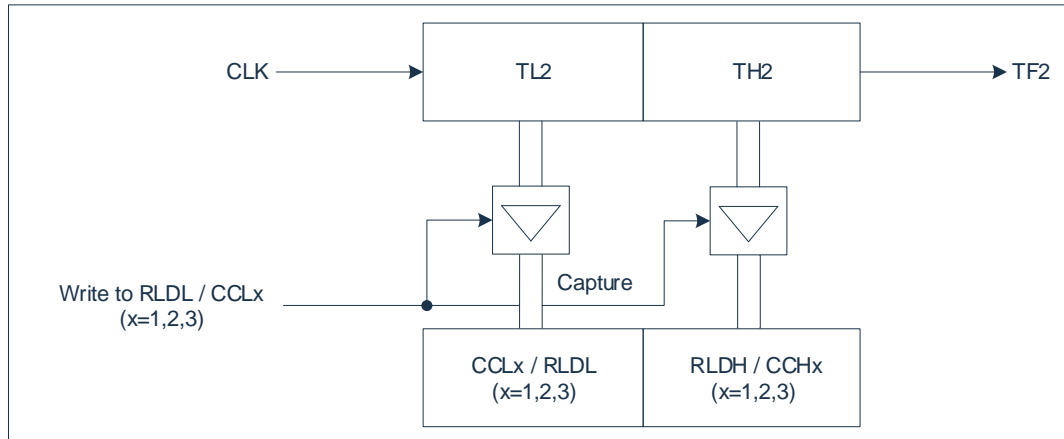 CLK
TL2
TH2
TF2
Capture
Write to RLDL / CCLx
(x=1,2,3)
CCLx / RLDL
(x=1,2,3)
RLDH / CCHx
(x=1,2,3)